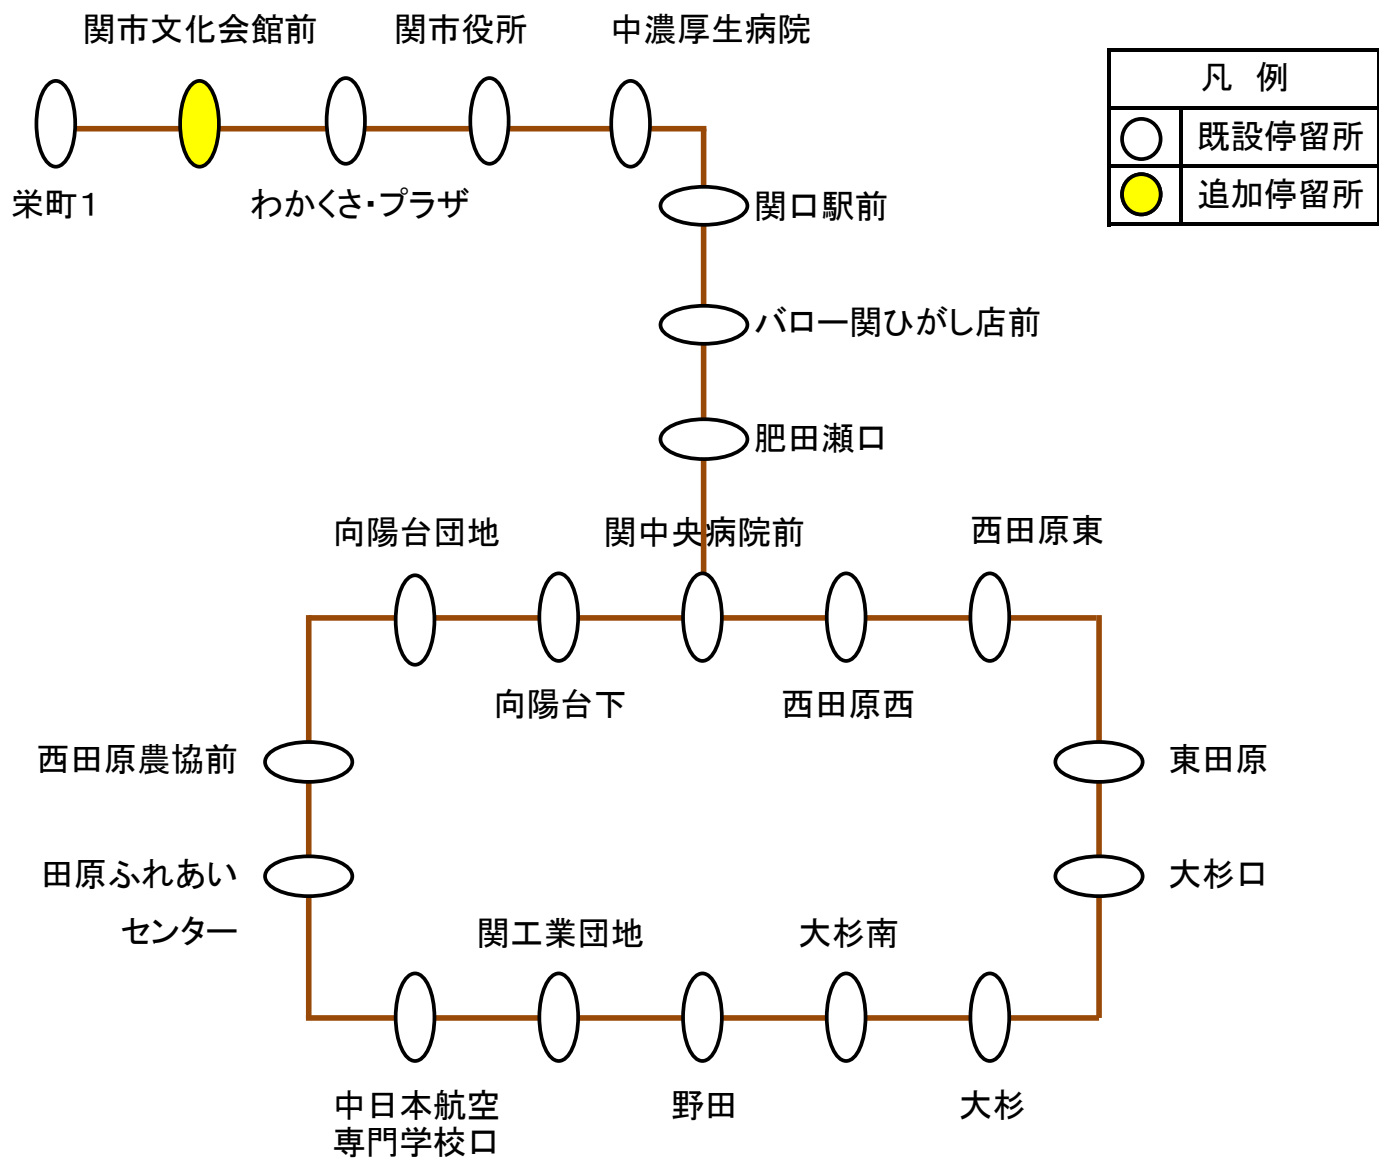 関市文化会館前
関市役所
中濃厚生病院
凡 例
既設停留所
追加停留所
栄町1
わかくさ・プラザ
関口駅前
バロー関ひがし店前
肥田瀬口
向陽台団地
関中央病院前
西田原東
向陽台下
西田原西
西田原農協前
東田原
田原ふれあい
センター
大杉口
関工業団地
大杉南
中日本航空
専門学校口
野田
大杉